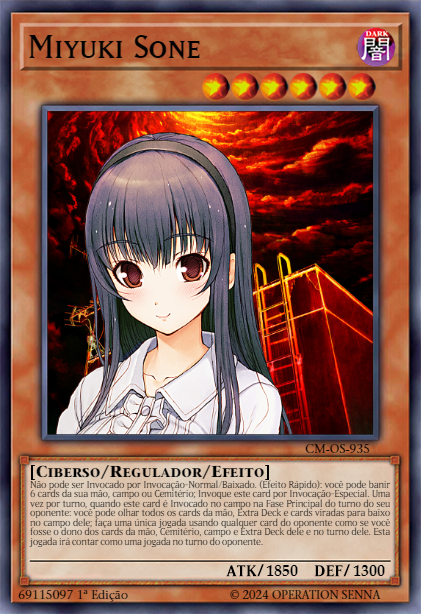 Miyuki Sone
DARK
闇
CM-OS-935
[Ciberso/Regulador/Efeito]
Não pode ser Invocado por Invocação-Normal/Baixado. (Efeito Rápido): você pode banir
6 cards da sua mão, campo ou Cemitério; Invoque este card por Invocação-Especial. Uma
vez por turno, quando este card é Invocado no campo na Fase Principal do turno do seu
oponente; você pode olhar todos os cards da mão, Extra Deck e cards viradas para baixo
no campo dele; faça uma única jogada usando qualquer card do oponente como se você
fosse o dono dos cards da mão, Cemitério, campo e Extra Deck dele e no turno dele. Esta
jogada irá contar como uma jogada no turno do oponente.
ATK/1850 DEF/1300
69115097 1ª Edição © 2024 OPERATION SENNA